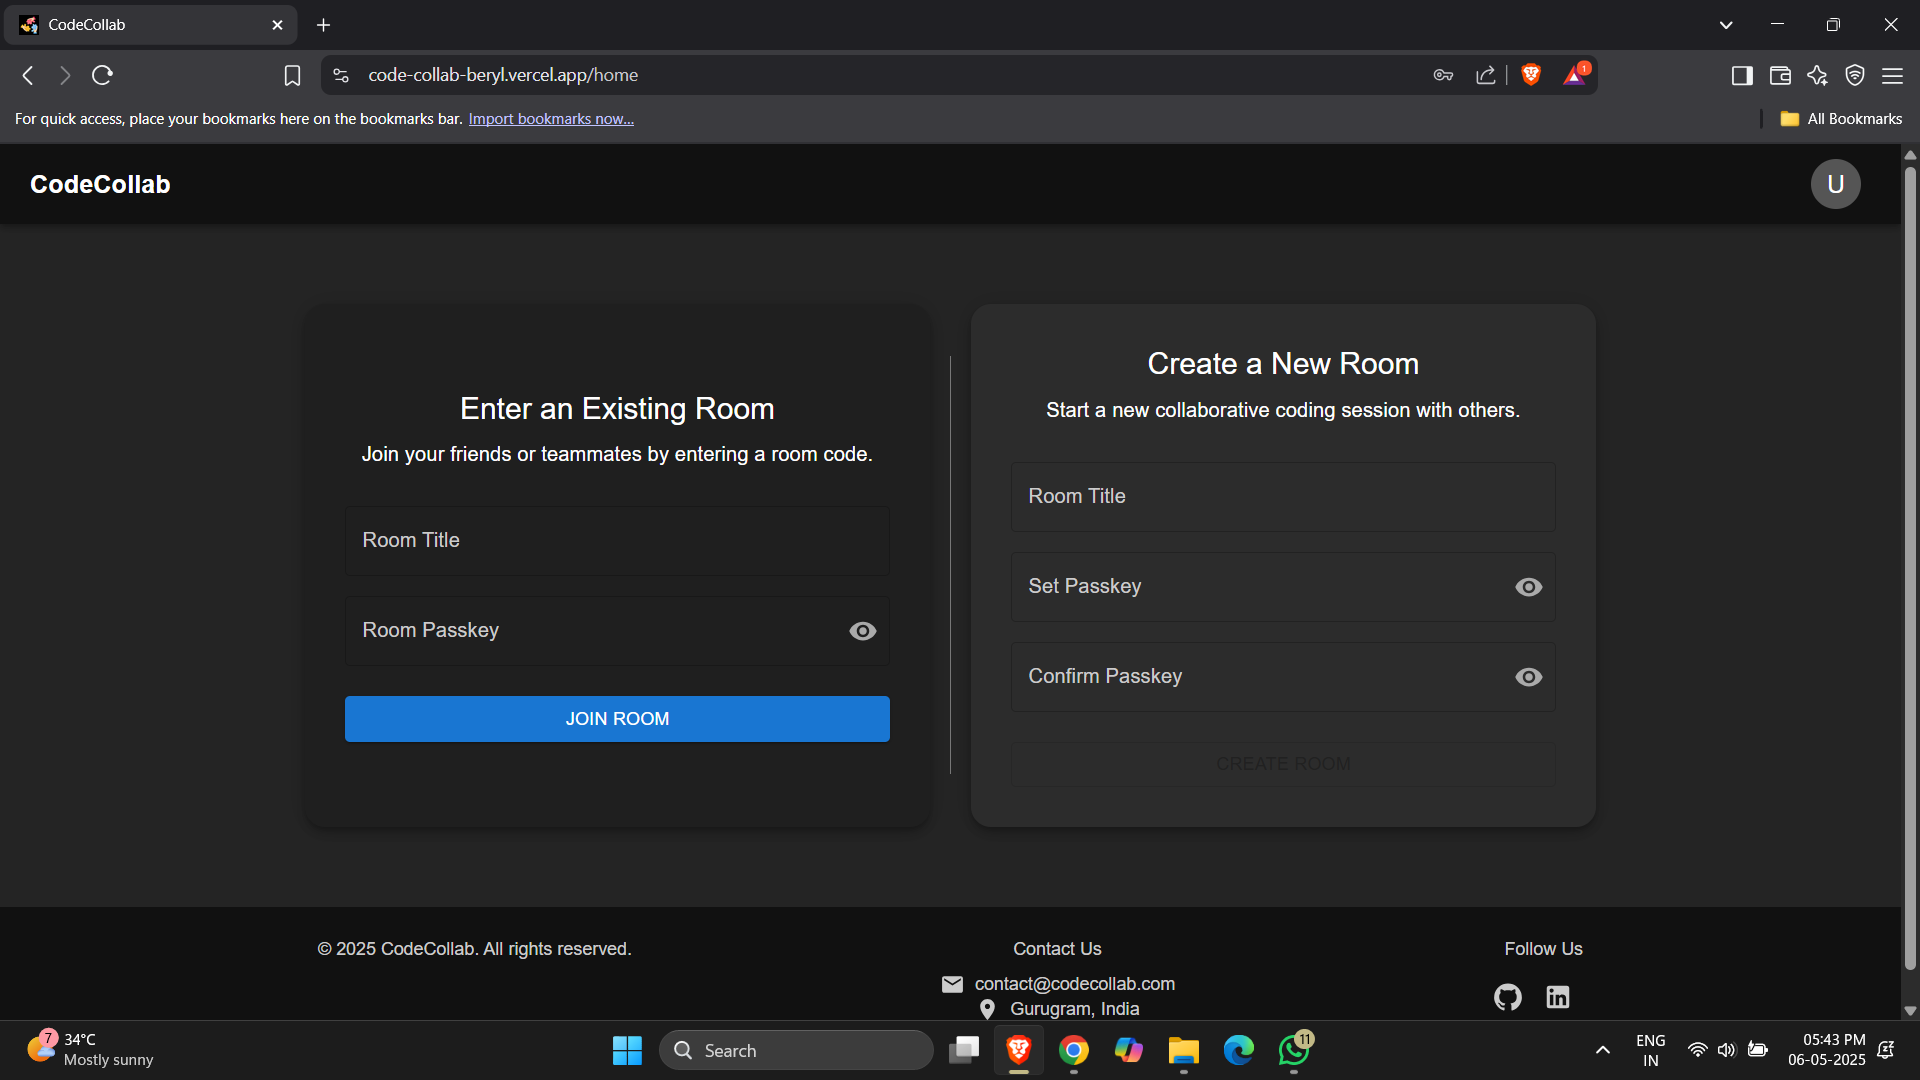 CodeCollab
code-collab-beryl.vercel.app/home
1
For quick access, place your bookmarks here on the bookmarks bar. Import bookmarks now...
All Bookmarks
CodeCollab
U
Enter an Existing Room
Join your friends or teammates by entering a room code.
Room Title
Room Passkey
JOIN ROOM
Create a New Room
Start a new collaborative coding session with others.
Room Title
Set Passkey
Confirm Passkey
CREATE ROOM
© 2025 CodeCollab. All rights reserved.
Contact Us
contact@codecollab.com
Gurugram, India
Follow Us
7
34°C
Mostly sunny
Search
11
ENG
IN
05:43 PM
06-05-2025